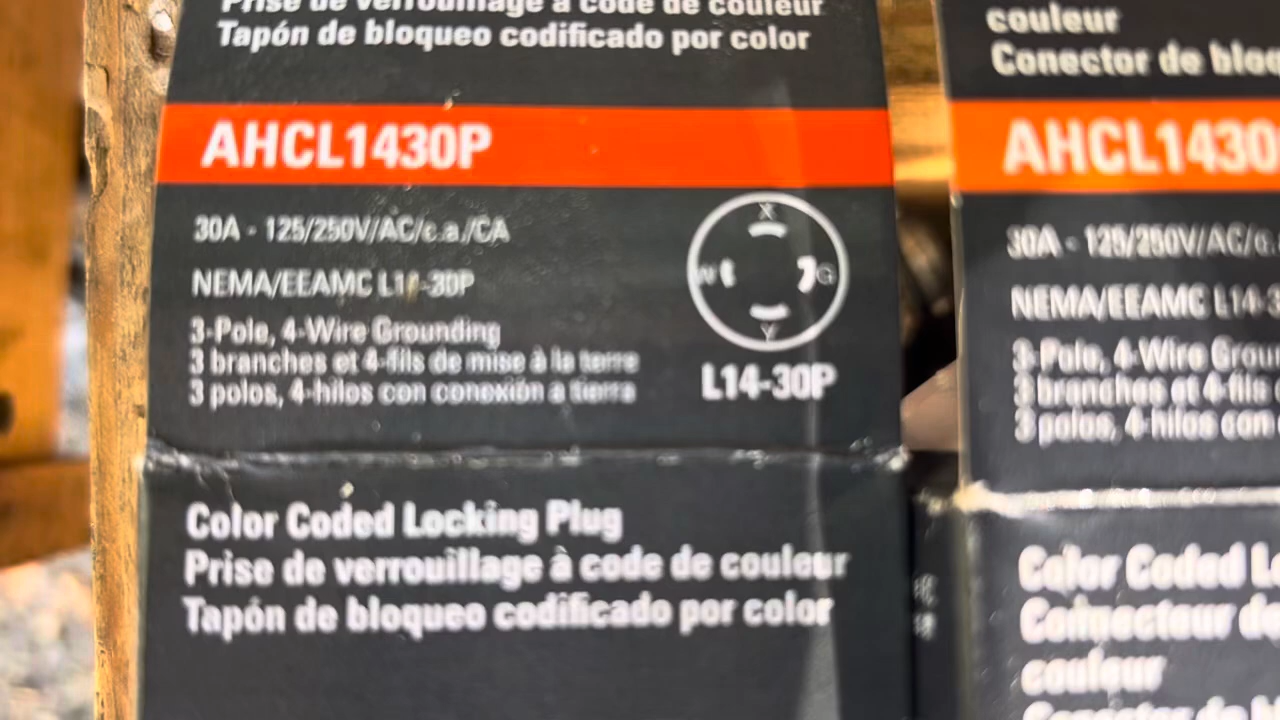 Prise de verrouillage à code de couleur
Tapón de bloqueo codificado por color
AHCL1430P
30A - 125/250V/AC/c.a./CA
NEMA/EEAMC L14-30P
3-Pole, 4-Wire Grounding
3 branches et 4-fils de mise à la terre
3 polos, 4-hilos con conexión a tierra
X
W
G
Y
L14-30P
Color Coded Locking Plug
Prise de verrouillage à code de couleur
Tapón de bloqueo codificado por color
couleur
Conector de bloq
AHCL1430
30A - 125/250V/AC/c.
NEMA/EEAMC L14-3
3-Pole, 4-Wire Grou
3 branches et 4-fils
3 polos, 4-hilos con
Color Coded Lo
Connecteur de
couleur